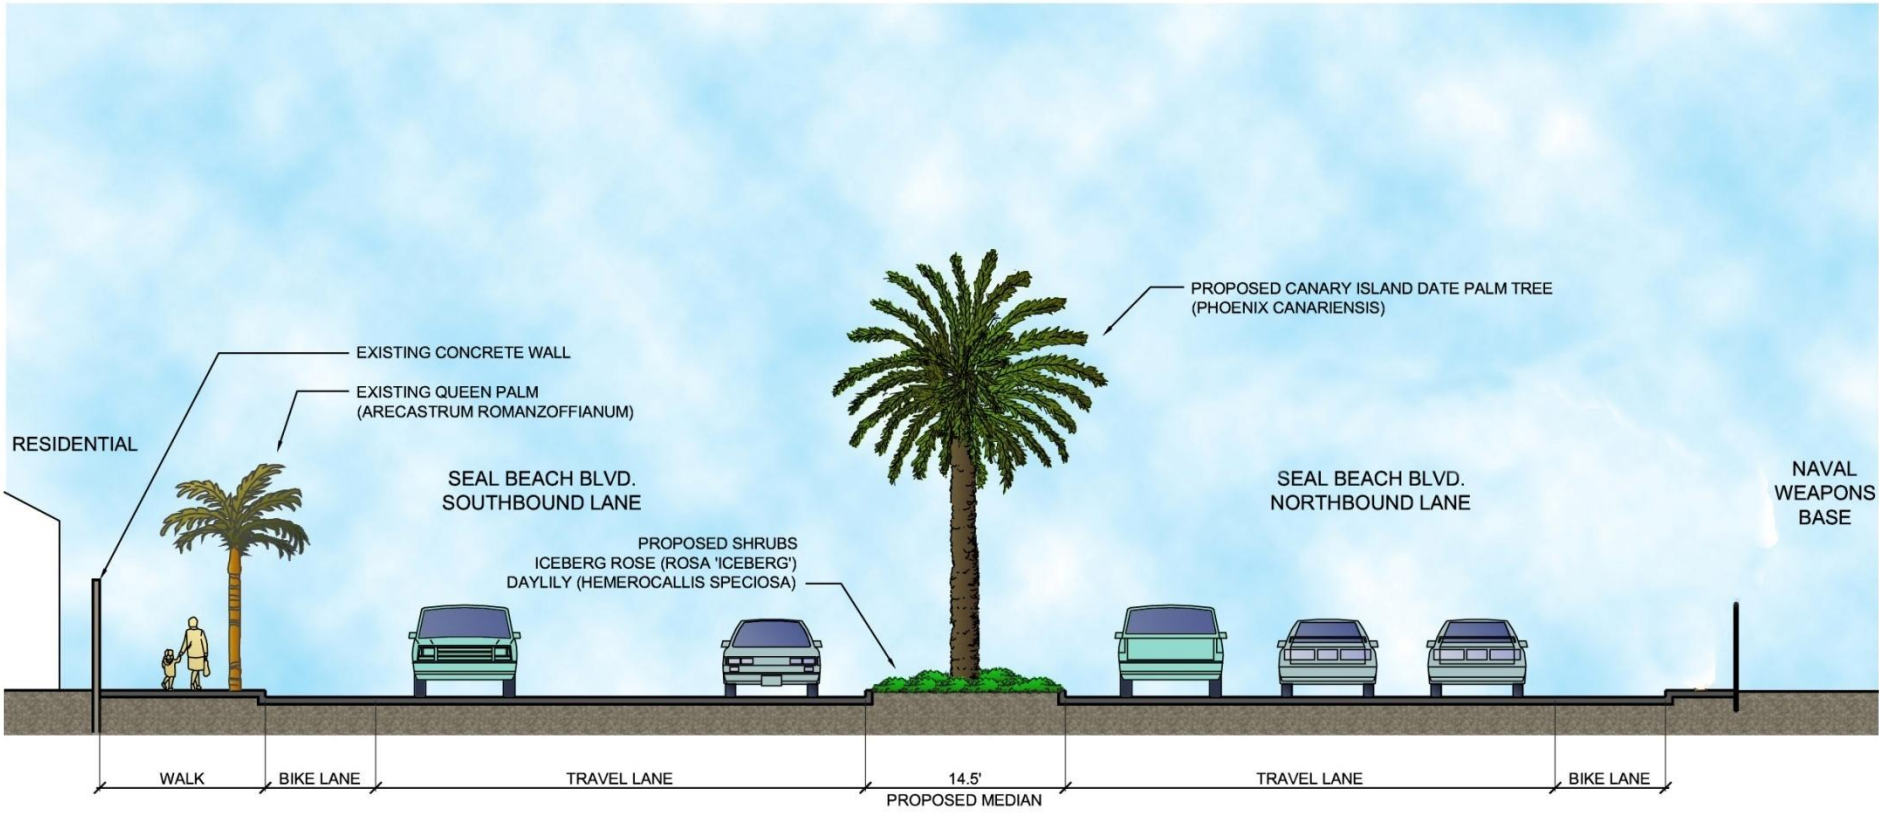 PROPOSED CANARY ISLAND DATE PALM TREE
(PHOENIX CANARIENSIS)
EXISTING CONCRETE WALL
EXISTING QUEEN PALM
(ARECASTRUM ROMANZOFFIANUM)
RESIDENTIAL
SEAL BEACH BLVD.
SOUTHBOUND LANE
SEAL BEACH BLVD.
NORTHBOUND LANE
NAVAL
WEAPONS
BASE
PROPOSED SHRUBS
ICEBERG ROSE (ROSA 'ICEBERG')
DAYLILY (HEMEROCALLIS SPECIOSA)
WALK
BIKE LANE
TRAVEL LANE
14.5'
PROPOSED MEDIAN
TRAVEL LANE
BIKE LANE